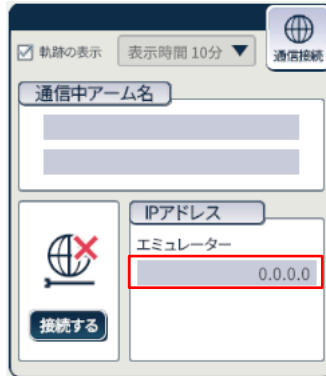 軌跡の表示
表示時間 10分 ▼
通信接続
通信中アーム名
IPアドレス
エミュレーター
0.0.0.0
接続する